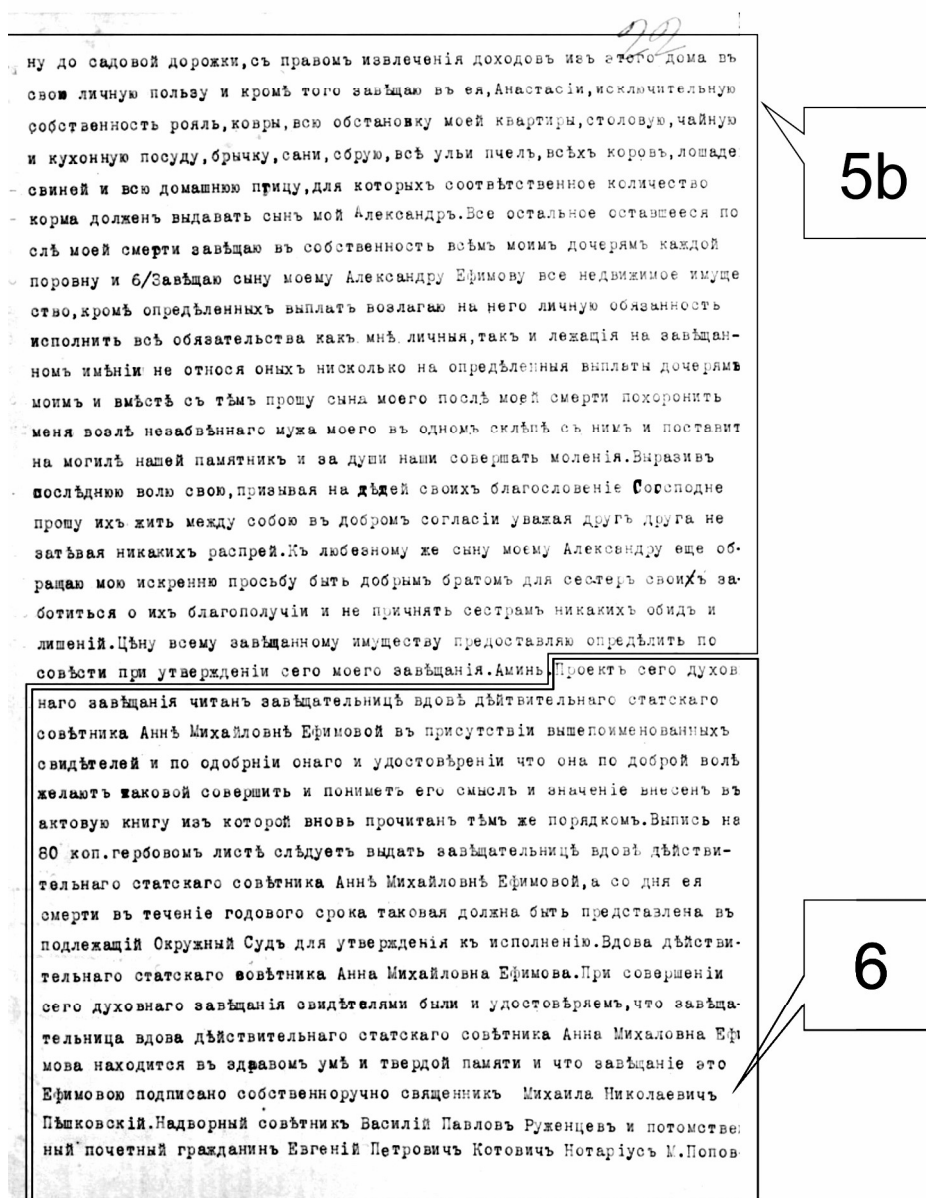 22
ну до садовой дорожки,съ правомъ извлеченія доходовъ изъ этого дома въ
свою личную пользу и кромѣ того завѣщаю въ ея,Анастасіи,исключительную
собственность рояль,ковры,всю обстановку моей квартиры,столовую,чайную
и кухонную посуду,брычку,сани,сбрую,всѣ ульи пчелъ,всѣхъ коровъ,лошаде
свиней и всю домашнюю птицу,для которыхъ соотвѣтственное количество
корма долженъ выдавать сынъ мой Александръ.Все остальное оставшееся по
слѣ моей смерти завѣщаю въ собственность всѣмъ моимъ дочерямъ каждой
поровну и 6/Завѣщаю сыну моему Александру Ефимову все недвижимое имуще
ство,кромѣ опредѣленныхъ выплатъ возлагаю на него личную обязанность
исполнить всѣ обязательства какъ мнѣ личныя,такъ и лежащія на завѣщан-
номъ имѣніи не относя оныхъ нисколько на опредѣленныя выплаты дочерямъ
моимъ и вмѣстѣ съ тѣмъ прошу сына моего послѣ моей смерти похоронить
меня возлѣ незабвѣннаго мужа моего въ одномъ склѣпѣ съ нимъ и поставит
на могилѣ нашей памятникъ и за души наши совершать моленія.Выразивъ
послѣднюю волю свою,призывая на дѣдей своихъ благословеніе Госсподне
прошу ихъ жить между собою въ добромъ согласіи уважая другъ друга не
затѣвая никакихъ распрей.Къ любезному же сыну моему Александру еще об-
ращаю мою искренню просьбу быть добрымъ братомъ для сестеръ своихъ за-
ботиться о ихъ благополучіи и не причнять сестрамъ никакихъ обидъ и
лишеній.Цѣну всему завѣщанному имуществу предоставляю опредѣлить по
совѣсти при утвержденіи сего моего завѣщанія.Аминь.Проектъ сего духов
наго завѣщанія читанъ завѣщательницѣ вдовѣ дѣйтвительнаго статскаго
совѣтника Аннѣ Михайловнѣ Ефимовой въ присутствіи вышепоименованныхъ
свидѣтелей и по одобрніи онаго и удостовѣреніи что она по доброй волѣ
желаютъ таковой совершить и пониметъ его смыслъ и значеніе внесенъ въ
актовую книгу изъ которой вновь прочитанъ тѣмъ же порядкомъ.Выпись на
80 коп.гербовомъ листѣ слѣдуетъ выдать завѣщательницѣ вдовѣ дѣйстви-
тельнаго статскаго совѣтника Аннѣ Михайловнѣ Ефимовой,а со дня ея
смерти въ теченіе годового срока таковая должна быть представлена въ
подлежащій Окружный Судъ для утвержденія къ исполненію.Вдова дѣйстви-
тельнаго статскаго совѣтника Анна Михайловна Ефимова.При совершеніи
сего духовнаго завѣщанія свидѣтелями были и удостовѣряемъ,что завѣща-
тельница вдова дѣйствительнаго статскаго совѣтника Анна Михаловна Ефи
мова находится въ здравомъ умѣ и твердой памяти и что завѣщаніе это
Ефимовою подписано собственноручно священникъ Михаила Николаевичъ
Пѣшковскій.Надворный совѣтникъ Василій Павловъ Руженцевъ и потомствен
ный почетный гражданинъ Евгеній Петровичъ Котовичъ Нотаріусъ М.Попов
5b
6